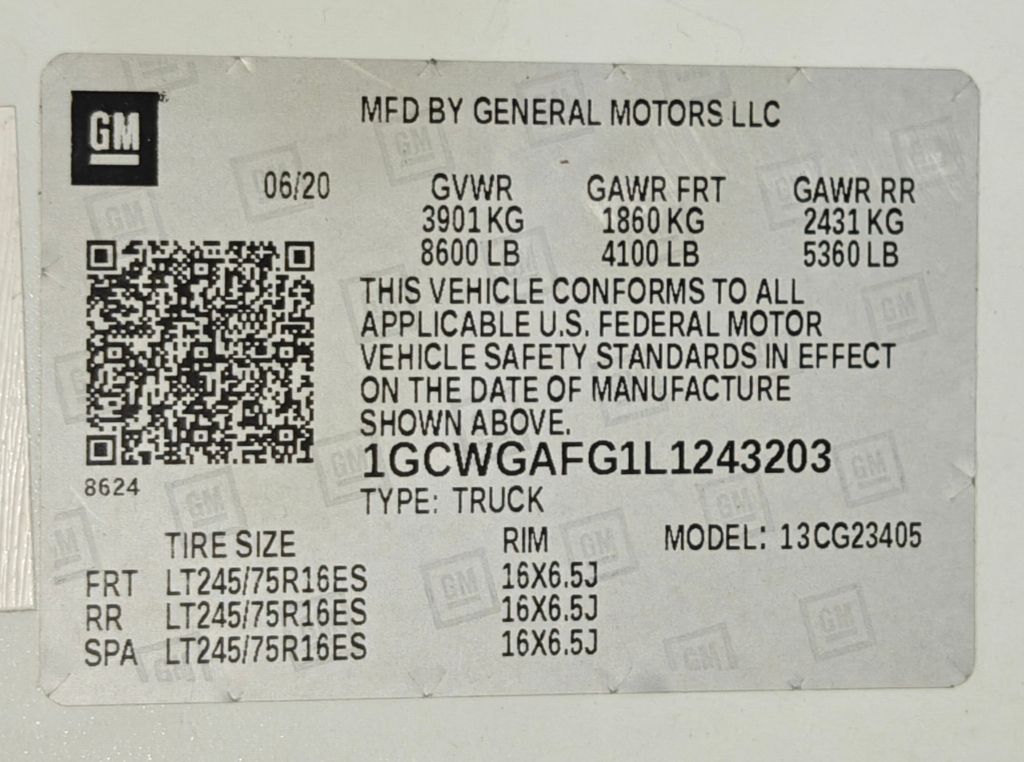 GM
MFD BY GENERAL MOTORS LLC
06/20 GVWR GAWR FRT GAWR RR
3901 KG 1860 KG 2431 KG
8600 LB 4100 LB 5360 LB
THIS VEHICLE CONFORMS TO ALL
APPLICABLE U.S. FEDERAL MOTOR
VEHICLE SAFETY STANDARDS IN EFFECT
ON THE DATE OF MANUFACTURE
SHOWN ABOVE.
1GCWGAFG1L1243203
8624
TYPE: TRUCK
TIRE SIZE RIM MODEL: 13CG23405
FRT LT245/75R16ES 16X6.5J
RR LT245/75R16ES 16X6.5J
SPA LT245/75R16ES 16X6.5J